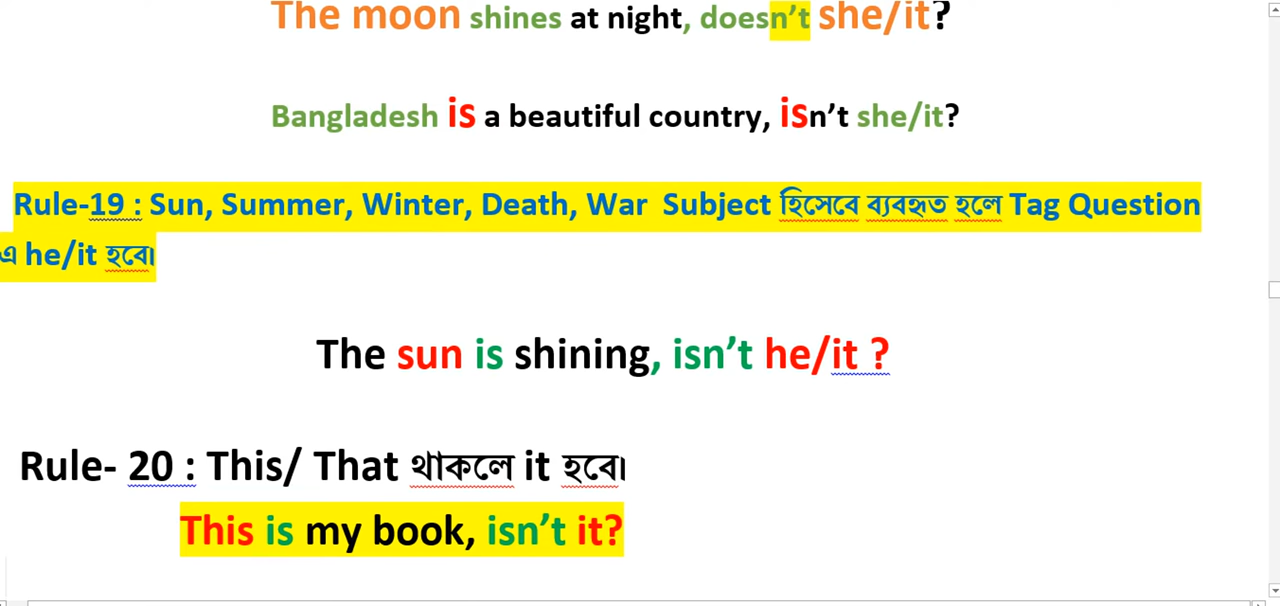 The moon shines at night, doesn’t she/it?
Bangladesh is a beautiful country, isn’t she/it?
Rule-19 : Sun, Summer, Winter, Death, War Subject হিসেবে ব্যবহৃত হলে Tag Question
এ he/it হবে।
The sun is shining, isn’t he/it ?
Rule- 20 : This/ That থাকলে it হবে।
This is my book, isn’t it?